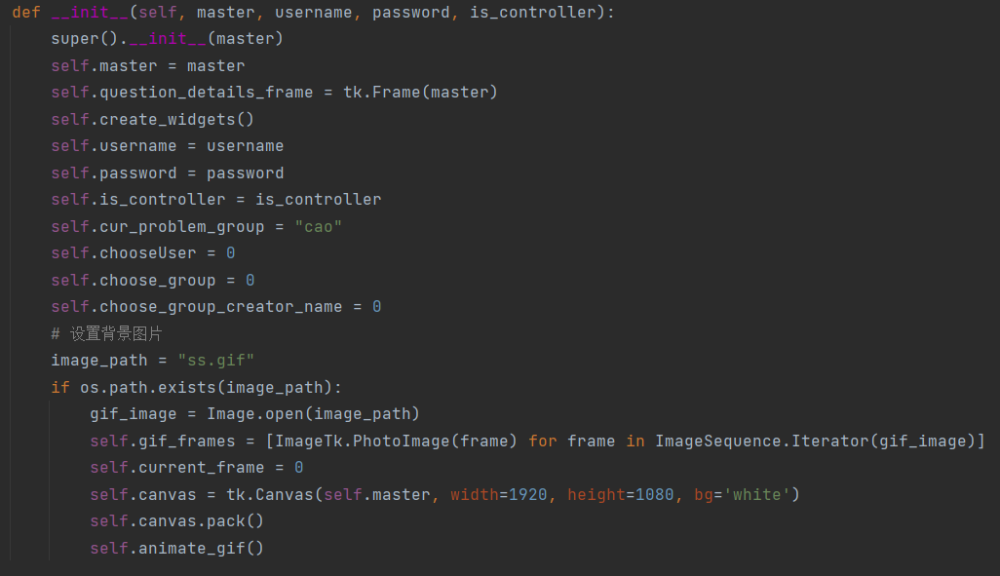 def __init__(self, master, username, password, is_controller):
super().__init__(master)
self.master = master
self.question_details_frame = tk.Frame(master)
self.create_widgets()
self.username = username
self.password = password
self.is_controller = is_controller
self.cur_problem_group = "cao"
self.chooseUser = 0
self.choose_group = 0
self.choose_group_creator_name = 0
# 设置背景图片
image_path = "ss.gif"
if os.path.exists(image_path):
gif_image = Image.open(image_path)
self.gif_frames = [ImageTk.PhotoImage(frame) for frame in ImageSequence.Iterator(gif_image)]
self.current_frame = 0
self.canvas = tk.Canvas(self.master, width=1920, height=1080, bg='white')
self.canvas.pack()
self.animate_gif()